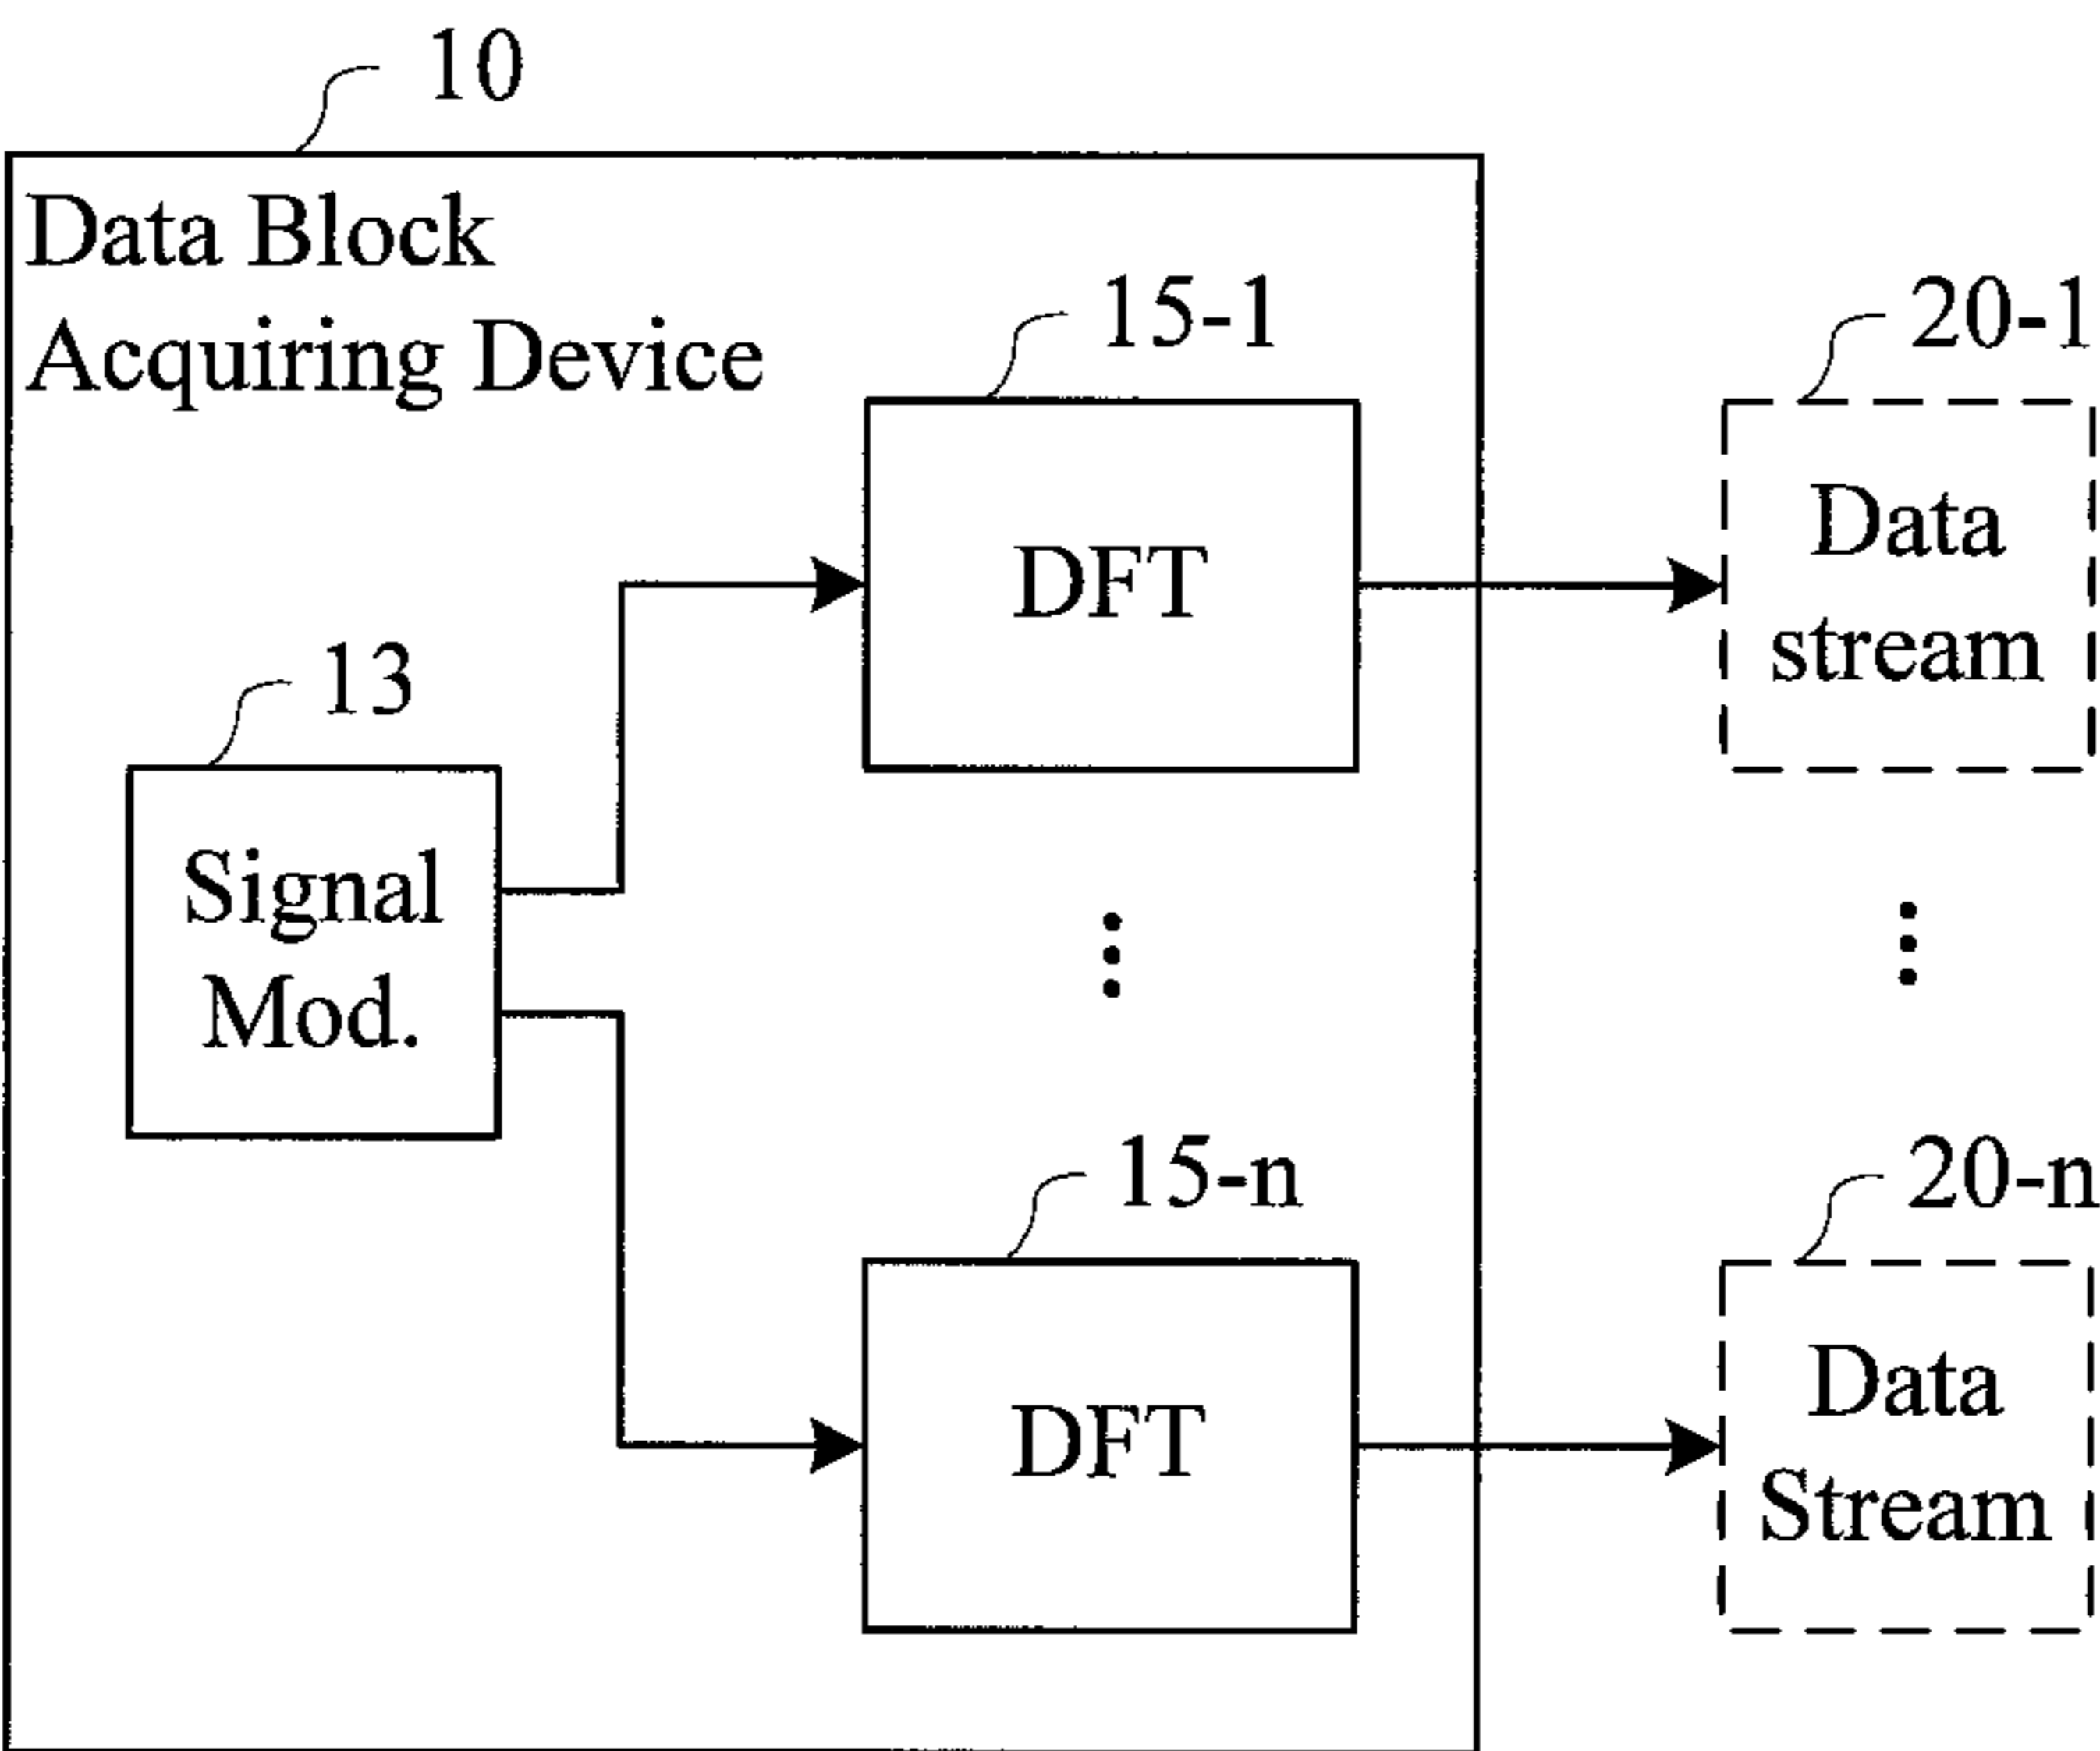 10
Data Block
Acquiring Device
15-1
20-1
DFT
Data
stream
13
Signal
Mod.
15-n
20-n
DFT
Data
Stream